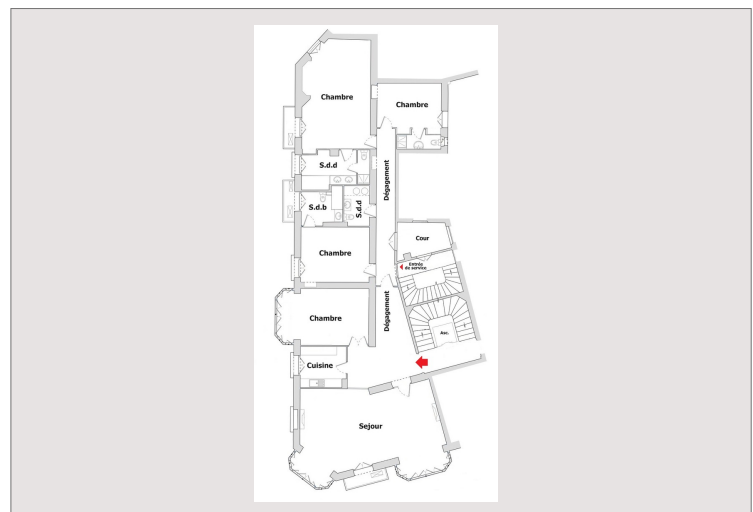 Chambre
Chambre
S.d.d
Dégagement
S.d.b
S.d.d
Cour
Chambre
Entrée
de service
Dégagement
Chambre
Asc.
Cuisine
Sejour